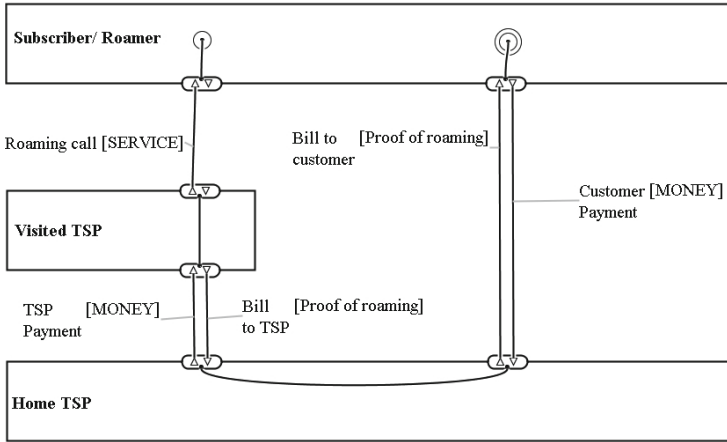 Subscriber/ Roamer
Roaming call [SERVICE]
Bill to [Proof of roaming]
customer
Customer [MONEY]
Payment
Visited TSP
TSP [MONEY]
Payment
Bill [Proof of roaming]
to TSP
Home TSP